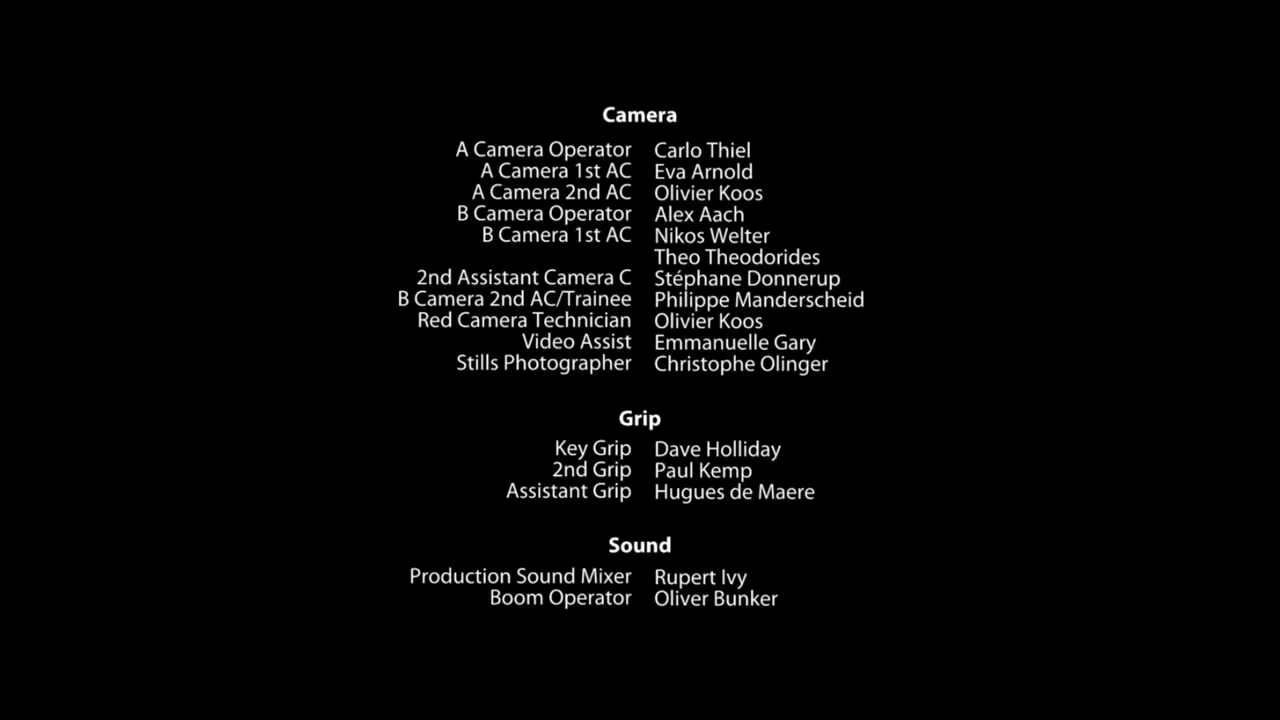 Camera
A Camera Operator Carlo Thiel
A Camera 1st AC Eva Arnold
A Camera 2nd AC Olivier Koos
B Camera Operator Alex Aach
B Camera 1st AC Nikos Welter
Theo Theodorides
2nd Assistant Camera C Stéphane Donnerup
B Camera 2nd AC/Trainee Philippe Manderscheid
Red Camera Technician Olivier Koos
Video Assist Emmanuelle Gary
Stills Photographer Christophe Olinger
Grip
Key Grip Dave Holliday
2nd Grip Paul Kemp
Assistant Grip Hugues de Maere
Sound
Production Sound Mixer Rupert Ivy
Boom Operator Oliver Bunker